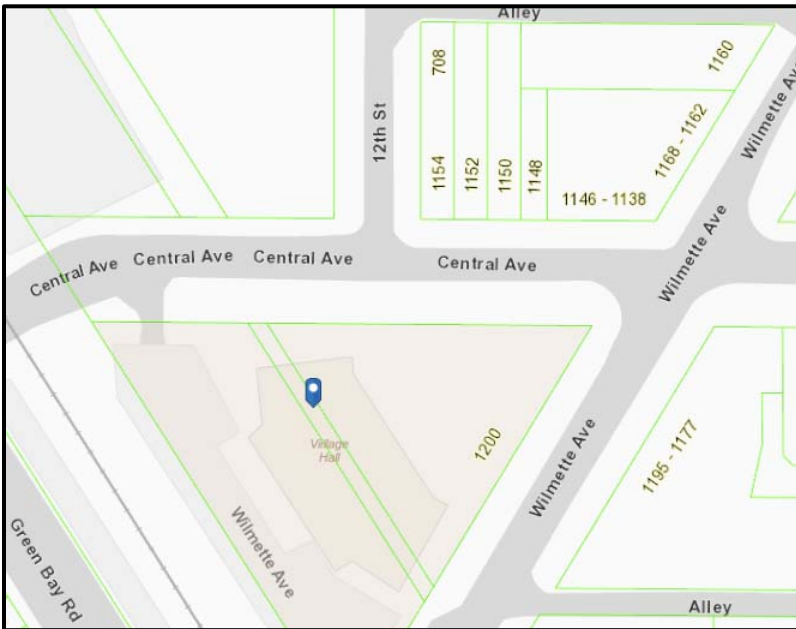 Alley
708
1160
12th St
Wilmette Ave
1154
1152
1150
1148
1168 - 1162
1146 - 1138
Wilmette Ave
Central Ave
Central Ave
Central Ave
Central Ave
Village
Hall
1200
Wilmette Ave
1195 - 1177
Wilmette Ave
Green Bay Rd
Alley